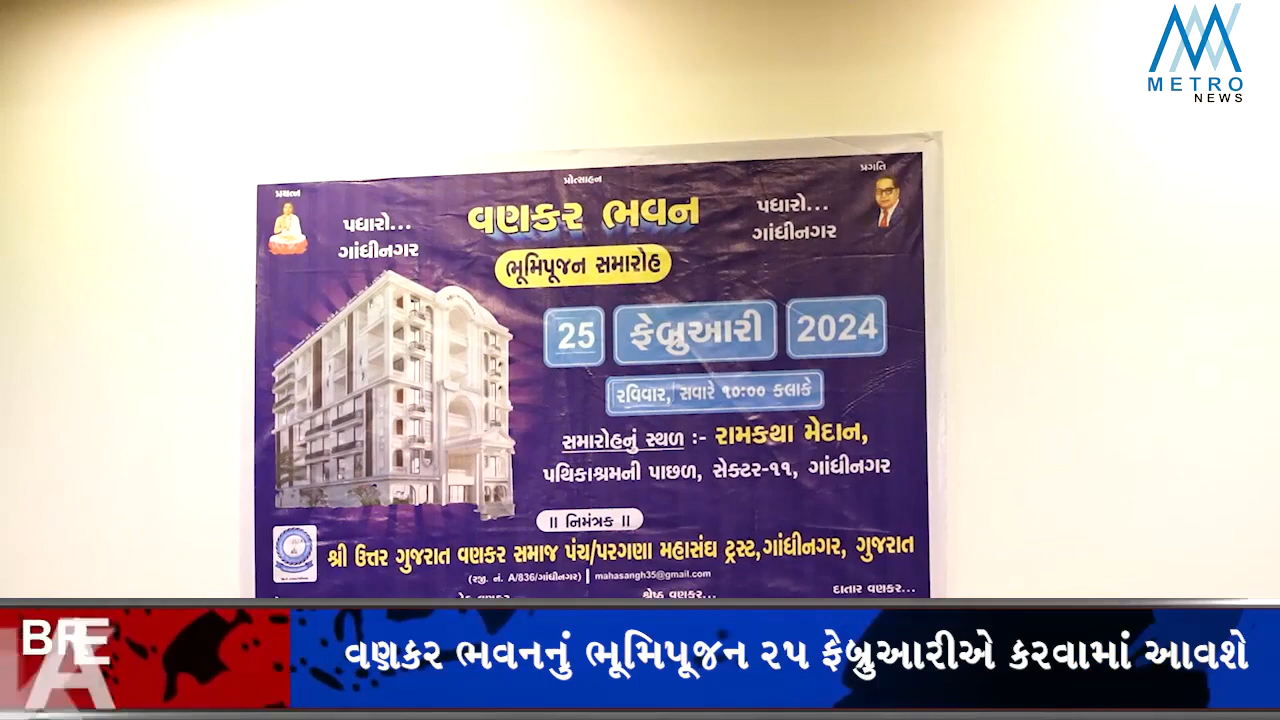 METRO
NEWS
પ્રયત્ન
પ્રોત્સાહન
પ્રગતિ
પધારો...
ગાંધીનગર
વણકર ભવન
પધારો...
ગાંધીનગર
ભૂમિપૂજન સમારોહ
25 ફેબ્રુઆરી 2024
રવિવાર, સવારે ૧૦:૦૦ કલાકે
સમારોહનું સ્થળ :- રામકથા મેદાન,
પથિકાશ્રમની પાછળ, સેક્ટર-૧૧, ગાંધીનગર
॥ નિમંત્રક ॥
શ્રી ઉત્તર ગુજરાત વણકર સમાજ પંચ/પરગણા મહાસંઘ ટ્રસ્ટ,ગાંધીનગર, ગુજરાત
(રજી. નં. A/836/ગાંધીનગર) | mahasangh35@gmail.com
શ્રેષ્ઠ વણકર...
દાતાર વણકર...
BRE
A
વણકર ભવનનું ભૂમિપૂજન ૨૫ ફેબ્રુઆરીએ કરવામાં આવશે